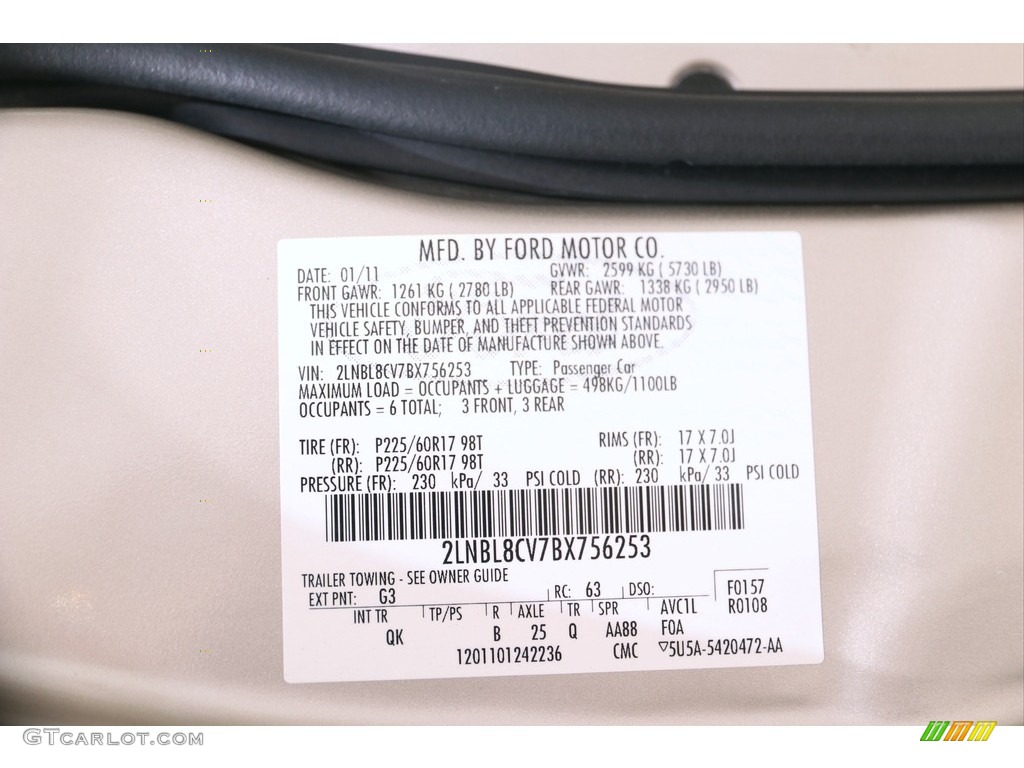 MFD. BY FORD MOTOR CO.
DATE: 01/11 GVWR: 2599 KG ( 5730 LB)
FRONT GAWR: 1261 KG ( 2780 LB) REAR GAWR: 1338 KG ( 2950 LB)
THIS VEHICLE CONFORMS TO ALL APPLICABLE FEDERAL MOTOR
VEHICLE SAFETY, BUMPER, AND THEFT PREVENTION STANDARDS
IN EFFECT ON THE DATE OF MANUFACTURE SHOWN ABOVE.
VIN: 2LNBL8CV7BX756253 TYPE: Passenger Car
MAXIMUM LOAD = OCCUPANTS + LUGGAGE = 498KG/1100LB
OCCUPANTS = 6 TOTAL; 3 FRONT, 3 REAR
TIRE (FR): P225/60R17 98T RIMS (FR): 17 X 7.0J
(RR): P225/60R17 98T (RR): 17 X 7.0J
PRESSURE (FR): 230 kPa/ 33 PSI COLD (RR): 230 kPa/ 33 PSI COLD
2LNBL8CV7BX756253
TRAILER TOWING - SEE OWNER GUIDE
EXT PNT: G3 RC: 63 DSO: F0157
R0108
INT TR TP/PS R AXLE TR SPR AVC1L
QK B 25 Q AA88 FOA
1201101242236 CMC 5U5A-5420472-AA
GTCARLOT.COM